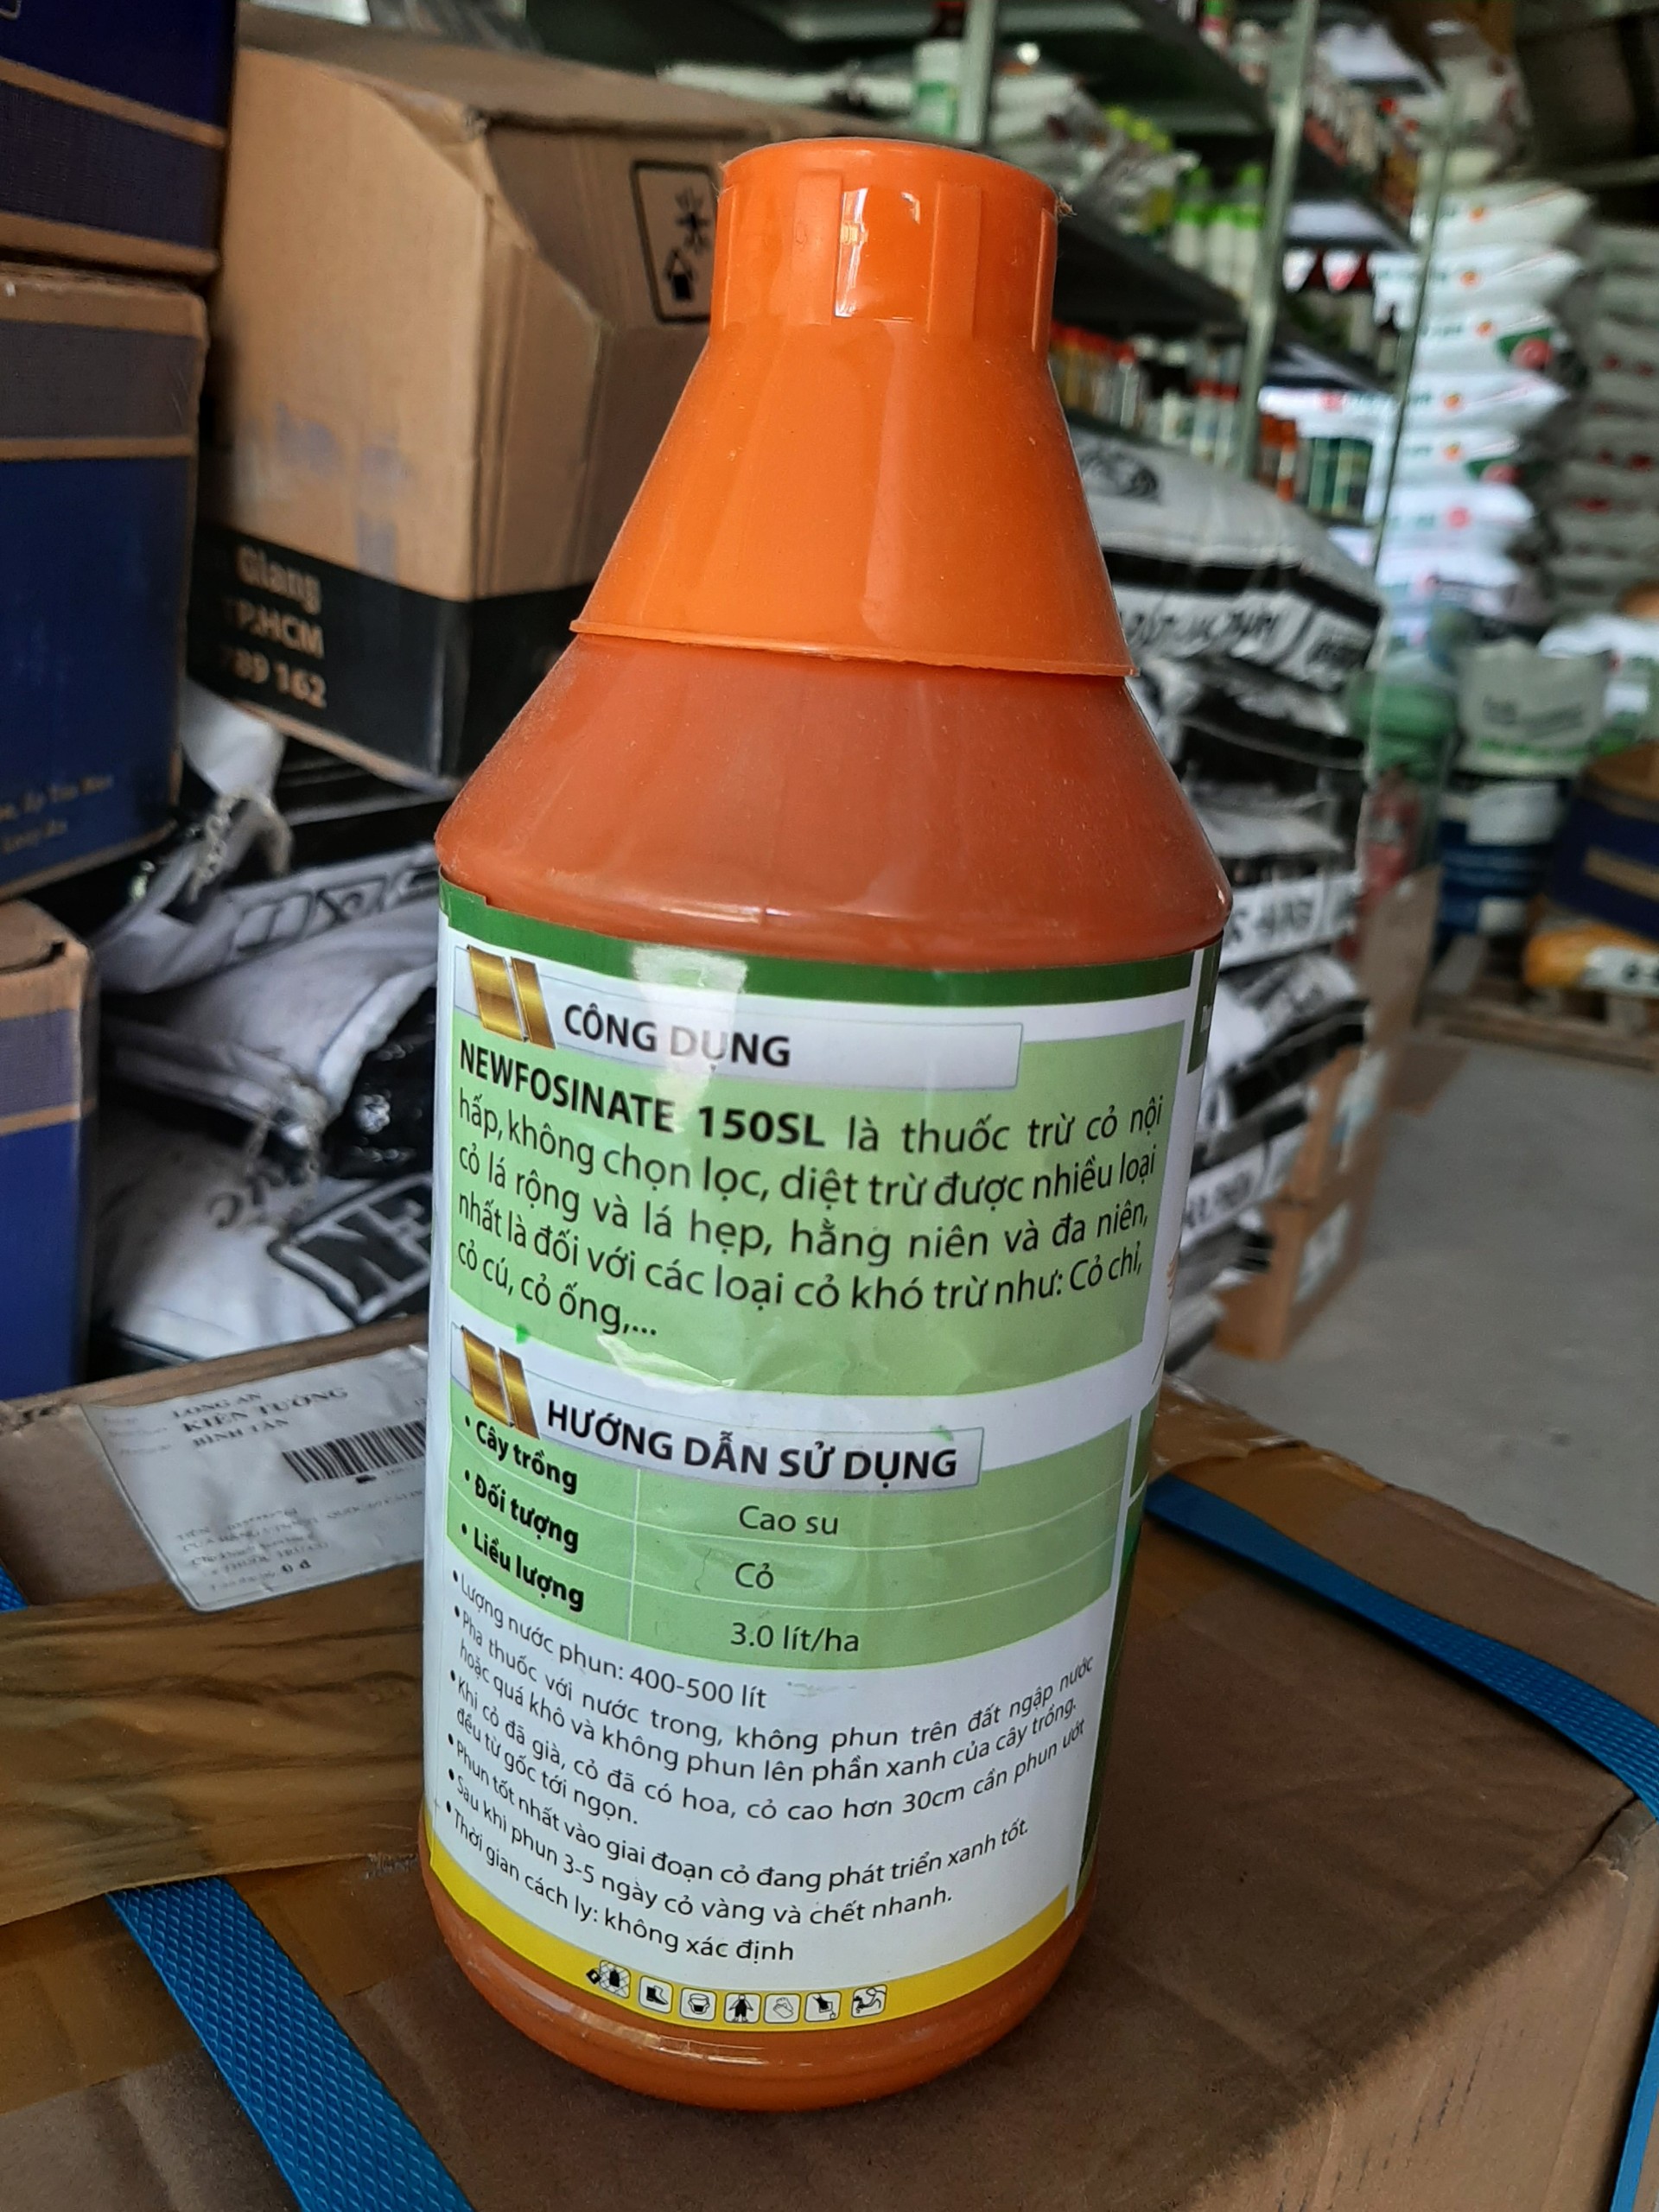 Giang
TP.HCM
789 162
LONG AN
KIẾN TƯỜNG
BÌNH TÂN
0 đ
CÔNG DỤNG
NEWFOSINATE 150SL là thuốc trừ cỏ nội
hấp, không chọn lọc, diệt trừ được nhiều loại
cỏ lá rộng và lá hẹp, hằng niên và đa niên,
nhất là đối với các loại cỏ khó trừ như: Cỏ chỉ,
cỏ cú, cỏ ống,...
HƯỚNG DẪN SỬ DỤNG
• Cây trồng Cao su
• Đối tượng Cỏ
• Liều lượng 3.0 lít/ha
• Lượng nước phun: 400-500 lít
• Pha thuốc với nước trong, không phun trên đất ngập nước
hoặc quá khô và không phun lên phần xanh của cây trồng.
• Khi cỏ đã già, cỏ đã có hoa, cỏ cao hơn 30cm cần phun ướt
đều từ gốc tới ngọn.
• Phun tốt nhất vào giai đoạn cỏ đang phát triển xanh tốt.
• Sau khi phun 3-5 ngày cỏ vàng và chết nhanh.
• Thời gian cách ly: không xác định